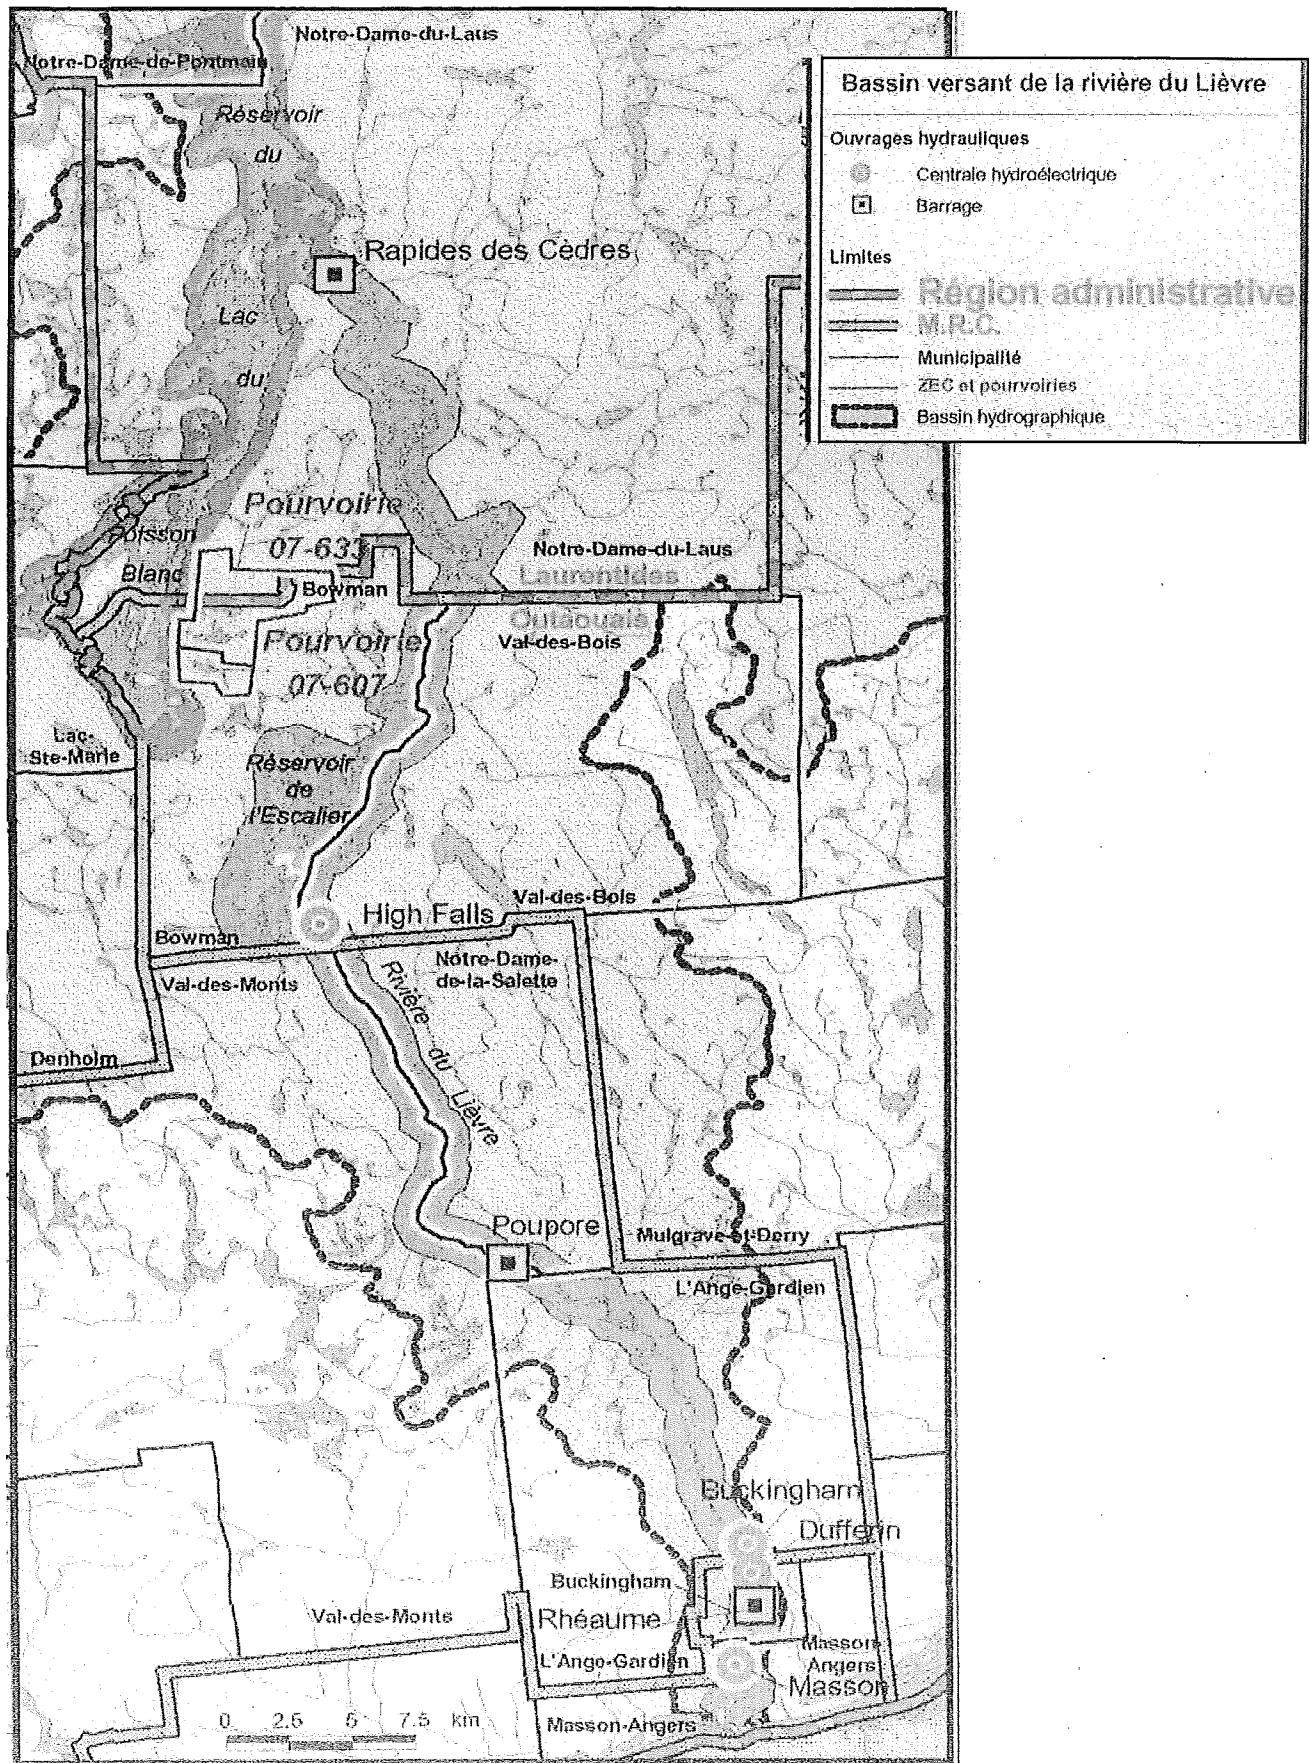 Notre-Dame-du-Laus
Notre-Dame-de-Pontmain
Bassin versant de la rivière du Lièvre
Ouvrages hydrauliques
Centrale hydroélectrique
Barrage
Limites
Région administrative
M.R.C.
Municipalité
ZEC et pourvoiries
Bassin hydrographique
Réservoir
du
Rapides des Cèdres
Lac
du
Poisson
Blanc
Pourvoirie
07-633
Bowman
Notre-Dame-du-Laus
Laurentides
Outaouais
Val-des-Bois
Pourvoirie
07-607
Lac-
Ste-Marie
Réservoir
de
l'Escalier
High Falls
Val-des-Bois
Bowman
Val-des-Monts
Notre-Dame-
de-la-Salette
Rivière du Lièvre
Denholm
Poupore
Mulgrave-et-Derry
L'Ange-Gardien
Buckingham
Dufferin
Buckingham
Rhéaume
Val-des-Monts
L'Ange-Gardien
Masson-
Angers
Masson
Masson-Angers
0 2.5 5 7.5 km